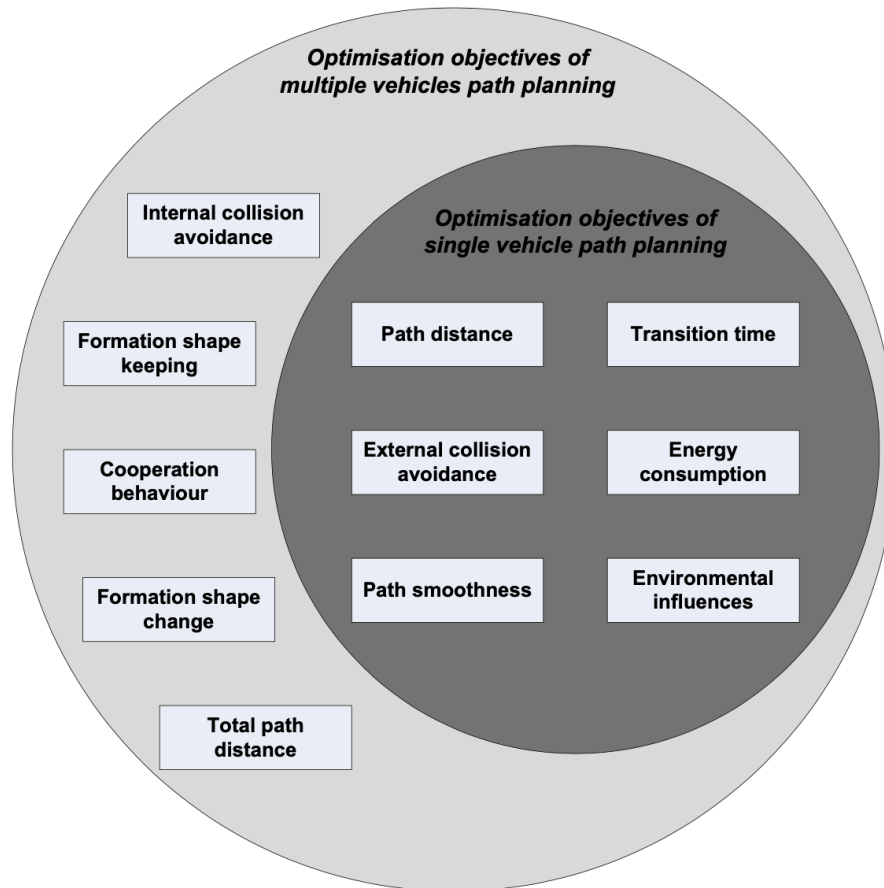 Optimisation objectives of
multiple vehicles path planning
Internal collision
avoidance
Optimisation objectives of
single vehicle path planning
Formation shape
keeping
Path distance
Transition time
Cooperation
behaviour
External collision
avoidance
Energy
consumption
Formation shape
change
Path smoothness
Environmental
influences
Total path
distance